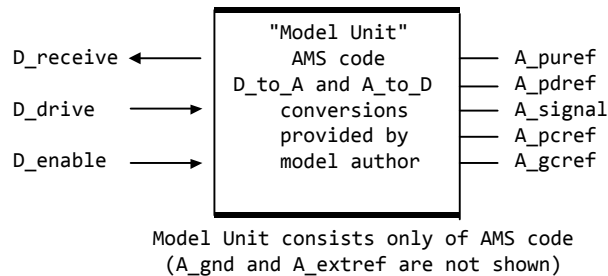 "Model Unit"
D_receive AMS code A_puref
D_to_A and A_to_D A_pdref
D_drive conversions A_signal
provided by A_pcref
D_enable model author A_gcref
Model Unit consists only of AMS code
(A_gnd and A_extref are not shown)